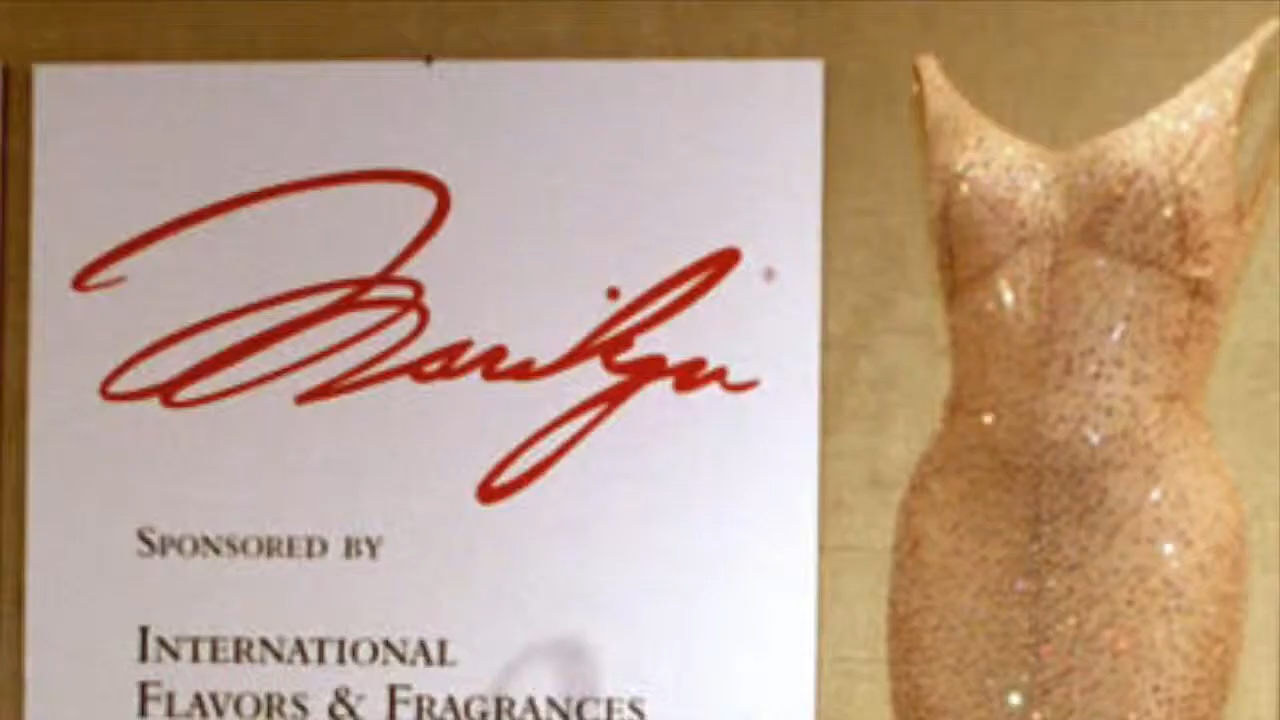 Marilyn
SPONSORED BY
INTERNATIONAL
FLAVORS & FRAGRANCES